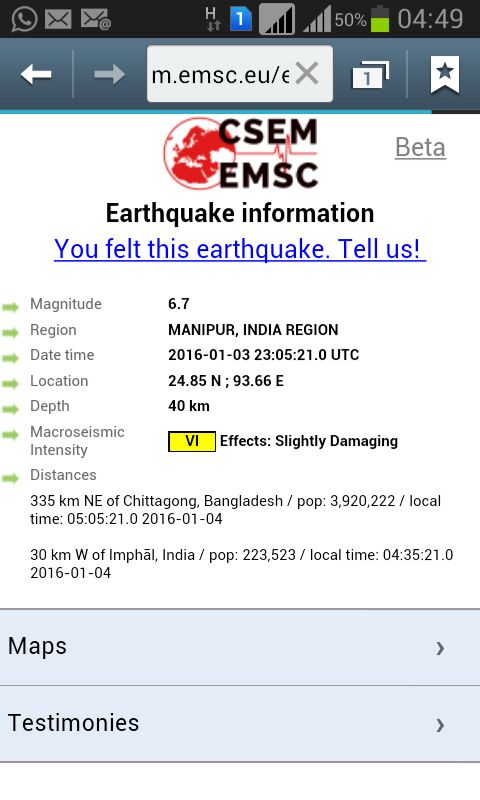 H 1 50% 04:49
m.emsc.eu/e
1
CSEM
EMSC
Beta
Earthquake information
You felt this earthquake. Tell us!
Magnitude 6.7
Region MANIPUR, INDIA REGION
Date time 2016-01-03 23:05:21.0 UTC
Location 24.85 N ; 93.66 E
Depth 40 km
Macroseismic
Intensity VI Effects: Slightly Damaging
Distances
335 km NE of Chittagong, Bangladesh / pop: 3,920,222 / local
time: 05:05:21.0 2016-01-04
30 km W of Imphāl, India / pop: 223,523 / local time: 04:35:21.0
2016-01-04
Maps
Testimonies